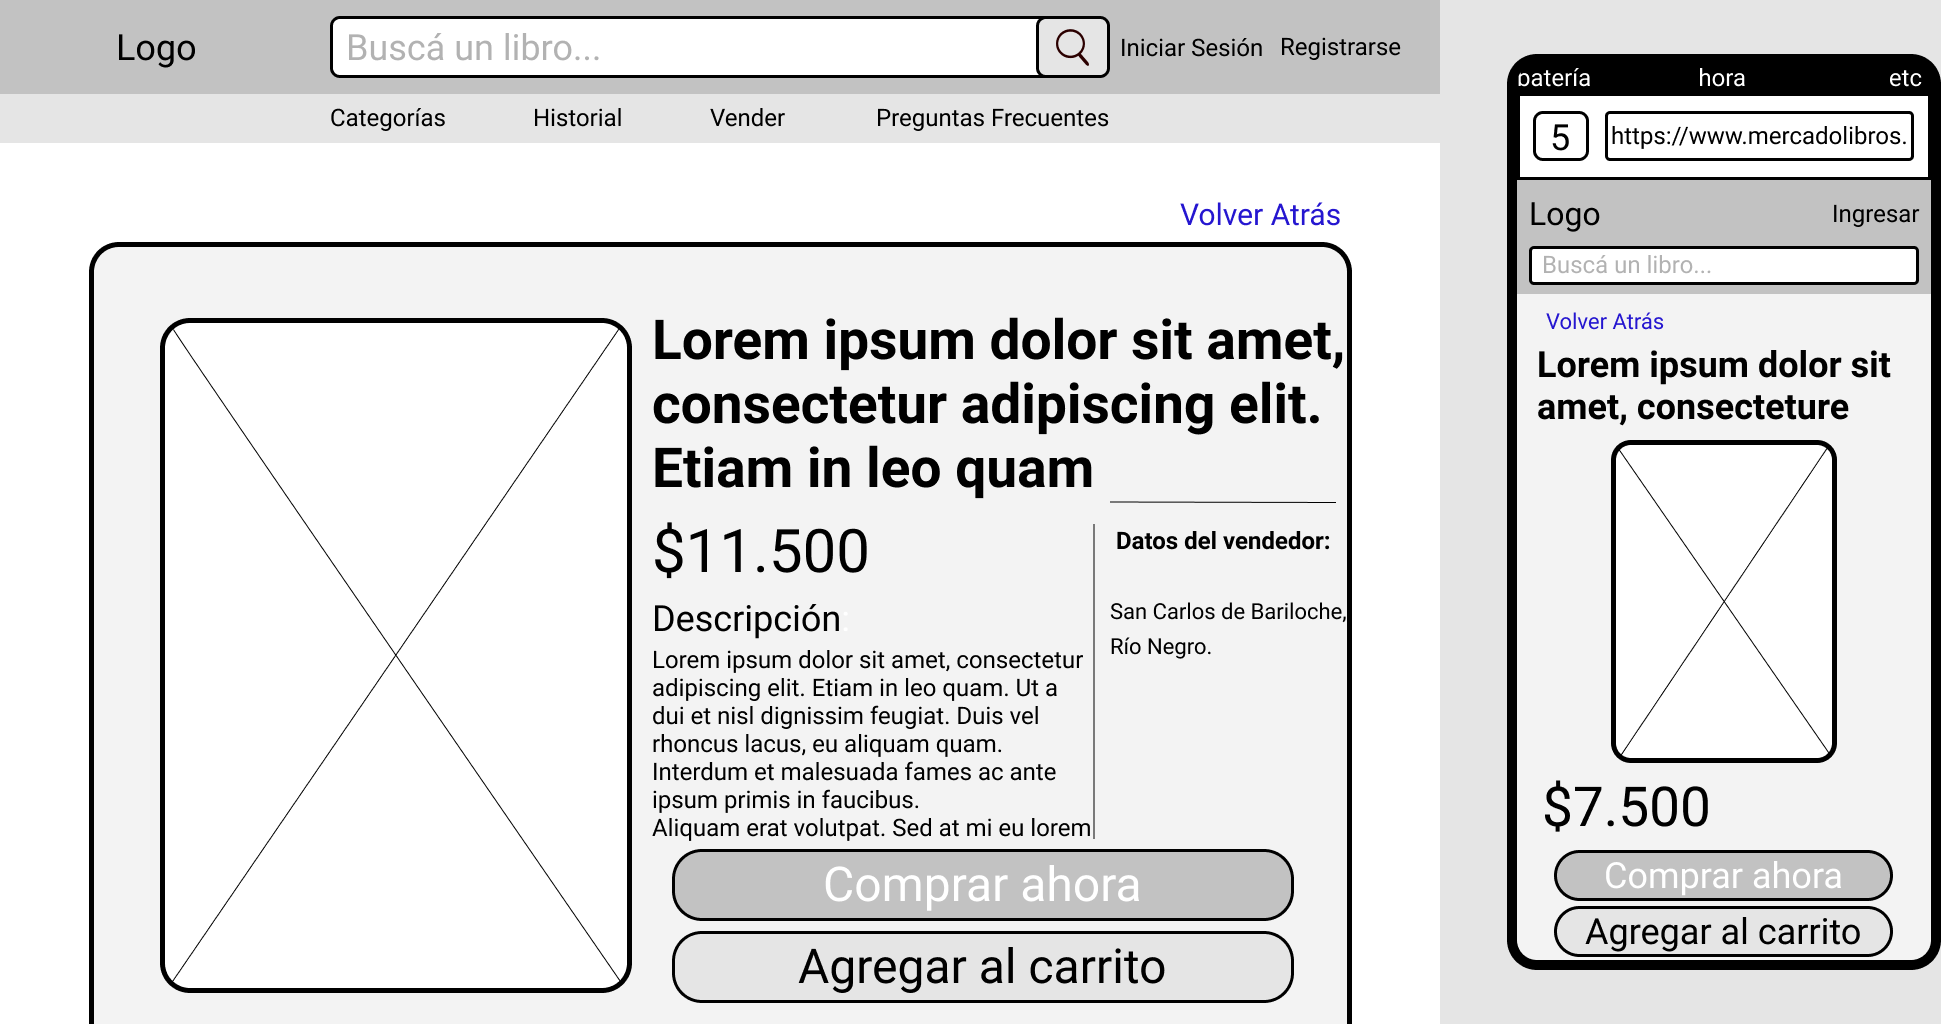 Logo
Buscá un libro...
Iniciar Sesión
Registrarse
Categorías
Historial
Vender
Preguntas Frecuentes
Volver Atrás
Lorem ipsum dolor sit amet,
consectetur adipiscing elit.
Etiam in leo quam
$11.500
Descripción:
Lorem ipsum dolor sit amet, consectetur
adipiscing elit. Etiam in leo quam. Ut a
dui et nisl dignissim feugiat. Duis vel
rhoncus lacus, eu aliquam quam.
Interdum et malesuada fames ac ante
ipsum primis in faucibus.
Aliquam erat volutpat. Sed at mi eu lorem
Datos del vendedor:
San Carlos de Bariloche,
Río Negro.
Comprar ahora
Agregar al carrito
batería
hora
etc
5
https://www.mercadolibros.
Logo
Ingresar
Buscá un libro...
Volver Atrás
Lorem ipsum dolor sit
amet, consecteture
$7.500
Comprar ahora
Agregar al carrito